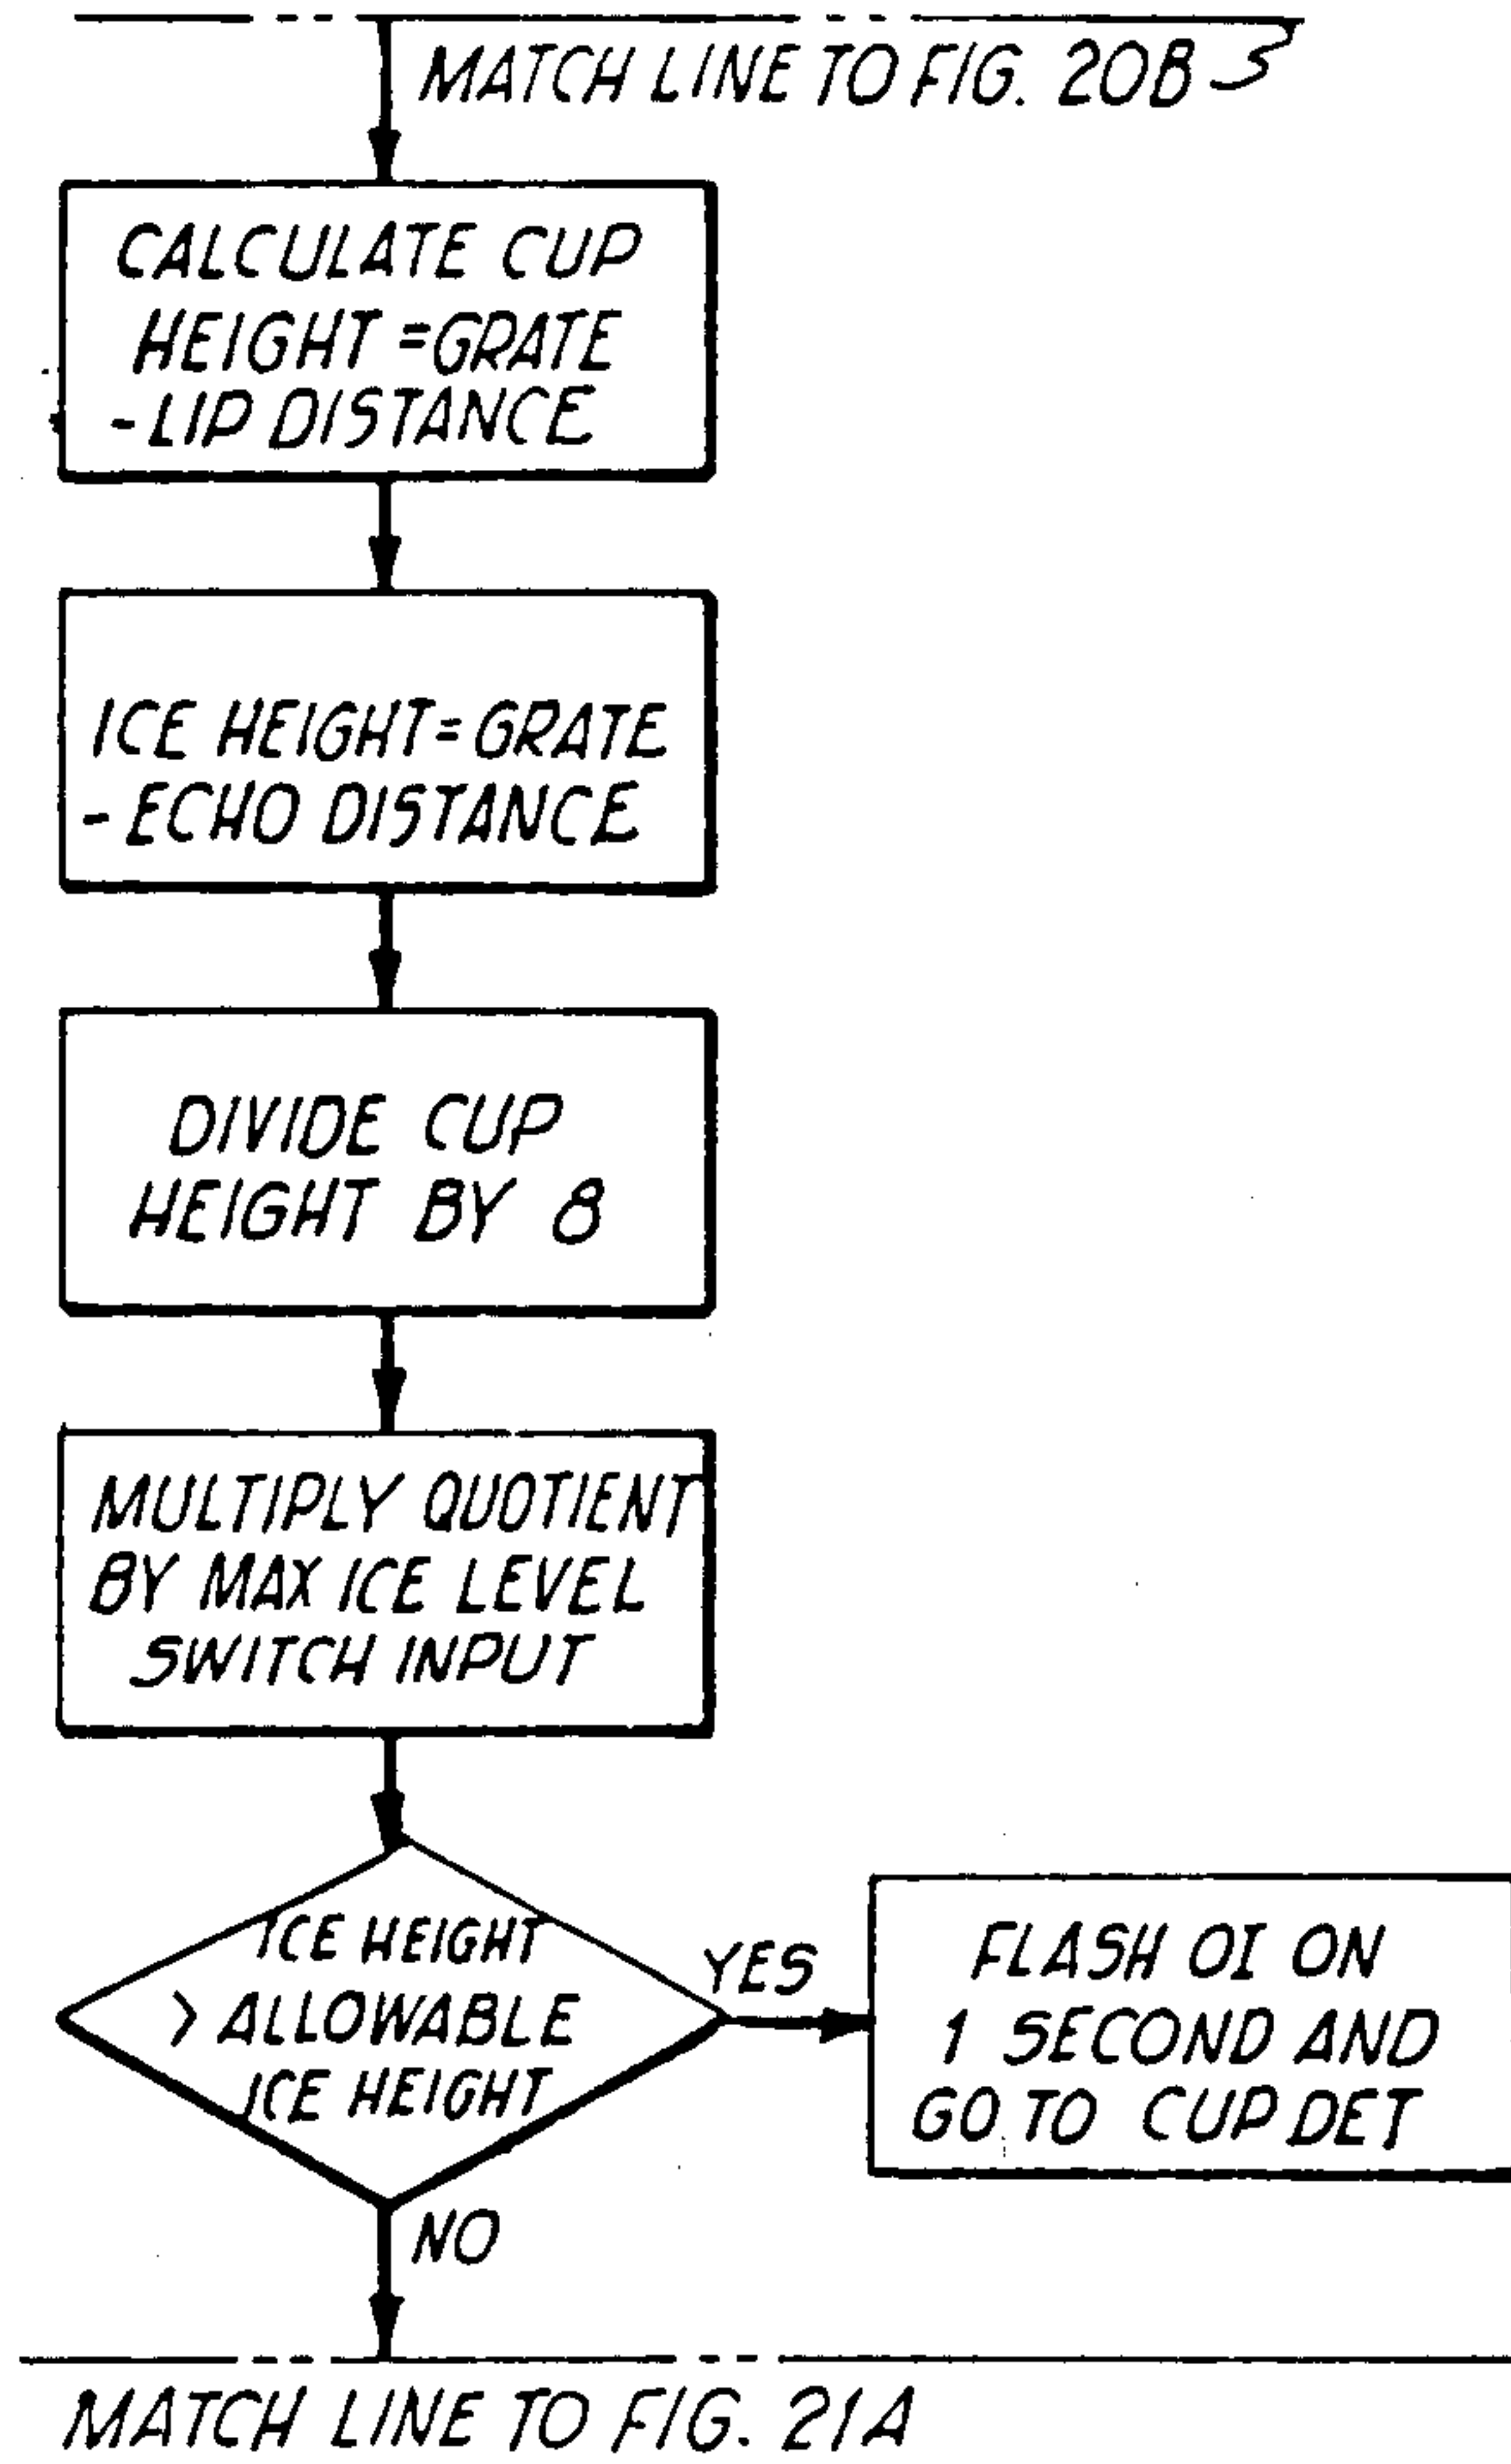 MATCH LINE TO FIG. 20B
CALCULATE CUP
HEIGHT = GRATE
- LIP DISTANCE
ICE HEIGHT = GRATE
- ECHO DISTANCE
DIVIDE CUP
HEIGHT BY 8
MULTIPLY QUOTIENT
BY MAX ICE LEVEL
SWITCH INPUT
ICE HEIGHT
> ALLOWABLE
ICE HEIGHT
YES
FLASH OI ON
1 SECOND AND
GO TO CUP DET
NO
MATCH LINE TO FIG. 21A